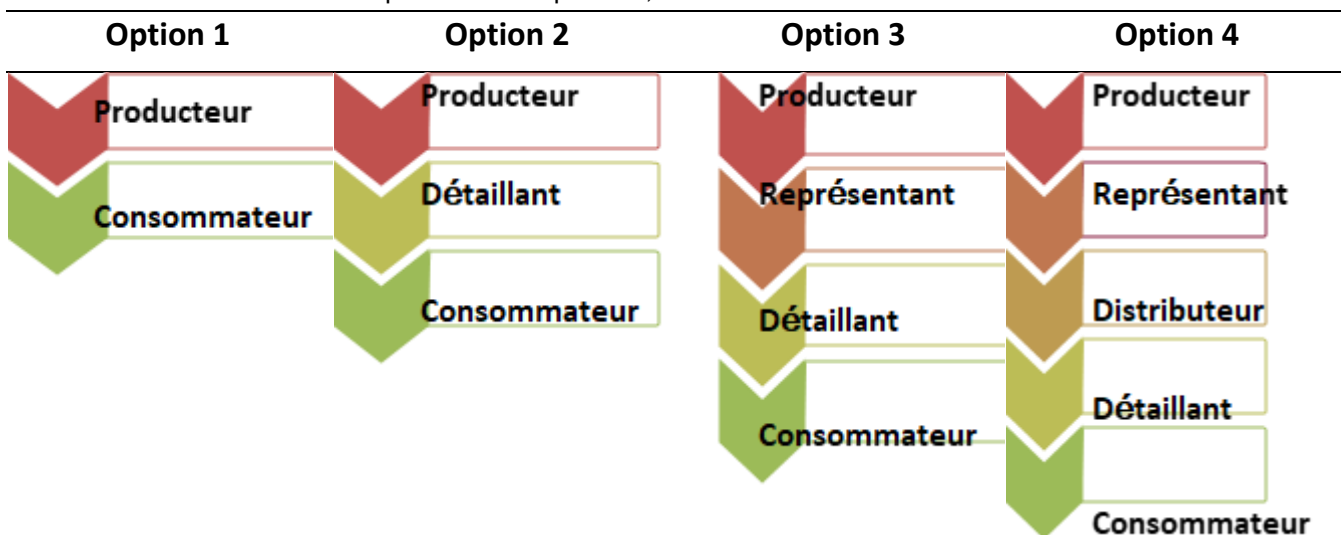 Option 1
Option 2
Option 3
Option 4
Producteur
Consommateur
Producteur
Détaillant
Consommateur
Producteur
Représentant
Détaillant
Consommateur
Producteur
Représentant
Distributeur
Détaillant
Consommateur